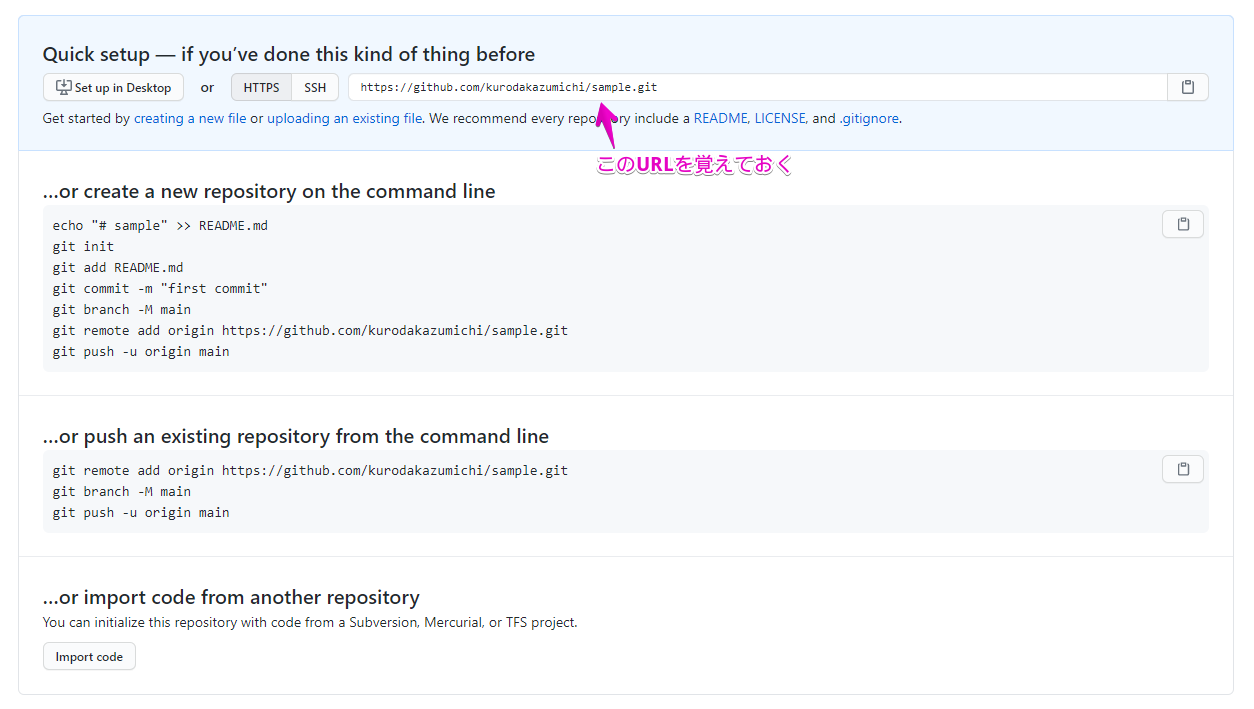 Quick setup — if you’ve done this kind of thing before
Set up in Desktop or HTTPS SSH https://github.com/kurodakazumichi/sample.git
Get started by creating a new file or uploading an existing file. We recommend every repository include a README, LICENSE, and .gitignore.
このURLを覚えておく
…or create a new repository on the command line
echo "# sample" >> README.md
git init
git add README.md
git commit -m "first commit"
git branch -M main
git remote add origin https://github.com/kurodakazumichi/sample.git
git push -u origin main
…or push an existing repository from the command line
git remote add origin https://github.com/kurodakazumichi/sample.git
git branch -M main
git push -u origin main
…or import code from another repository
You can initialize this repository with code from a Subversion, Mercurial, or TFS project.
Import code